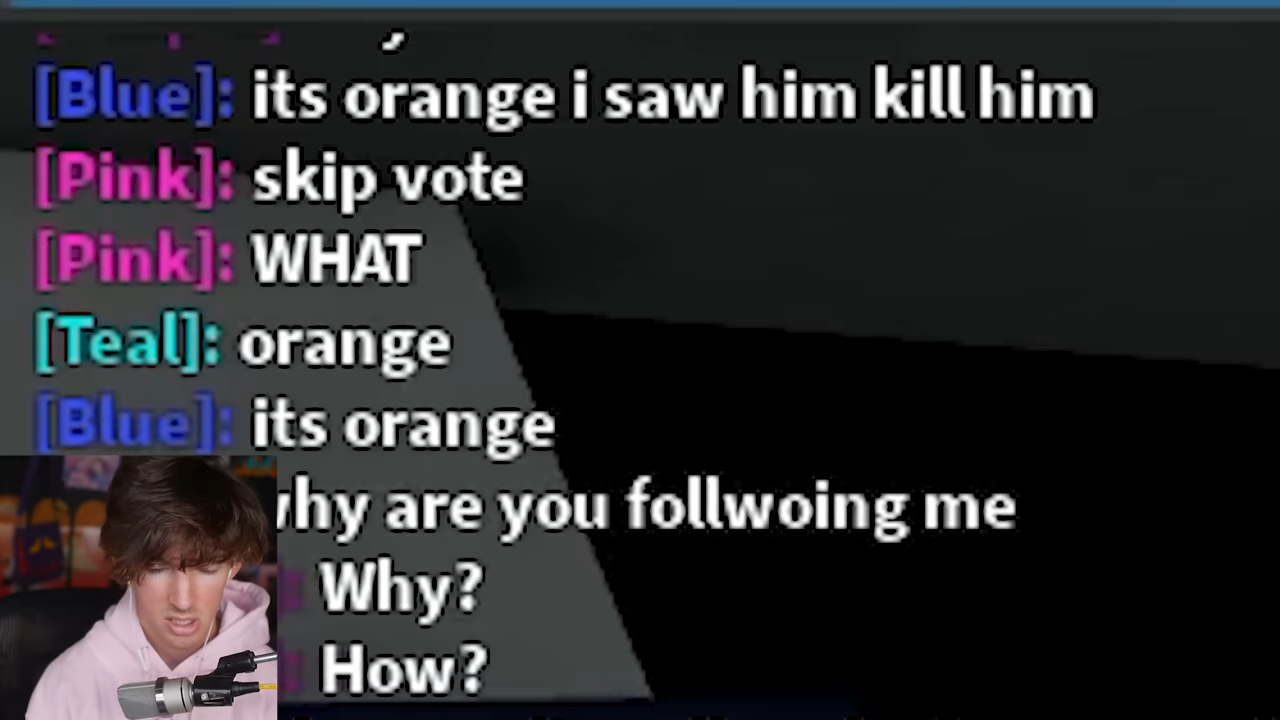 [Blue]: its orange i saw him kill him
[Pink]: skip vote
[Pink]: WHAT
[Teal]: orange
[Blue]: its orange
why are you follwoing me
: Why?
: How?